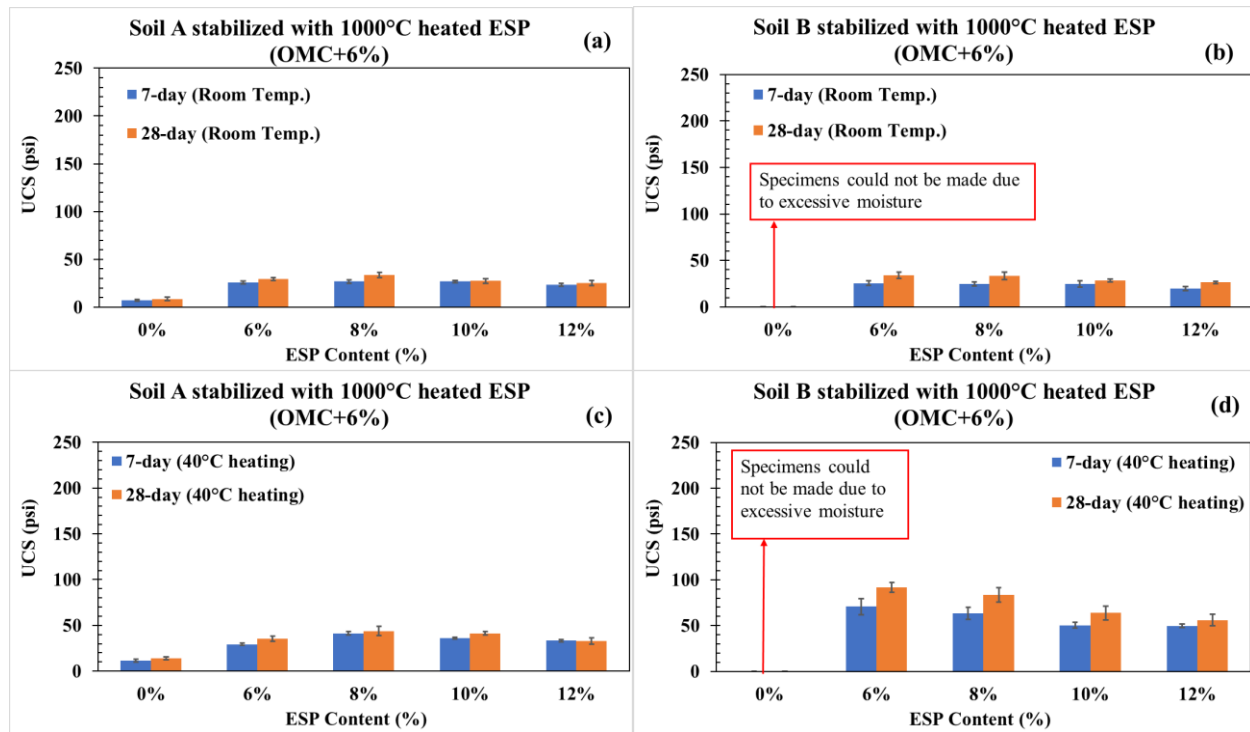 Soil A stabilized with 1000°C heated ESP
(OMC+6%)
(a)
250
200
150
100
50
0
UCS (psi)
7-day (Room Temp.)
28-day (Room Temp.)
0%
6%
8%
10%
12%
ESP Content (%)
Soil B stabilized with 1000°C heated ESP
(OMC+6%)
(b)
250
200
150
100
50
0
UCS (psi)
7-day (Room Temp.)
28-day (Room Temp.)
Specimens could not be made due
to excessive moisture
0%
6%
8%
10%
12%
ESP Content (%)
Soil A stabilized with 1000°C heated ESP
(OMC+6%)
(c)
250
200
150
100
50
0
UCS (psi)
7-day (40°C heating)
28-day (40°C heating)
0%
6%
8%
10%
12%
ESP Content (%)
Soil B stabilized with 1000°C heated ESP
(OMC+6%)
(d)
250
200
150
100
50
0
UCS (psi)
Specimens could
not be made due to
excessive moisture
7-day (40°C heating)
28-day (40°C heating)
0%
6%
8%
10%
12%
ESP Content (%)